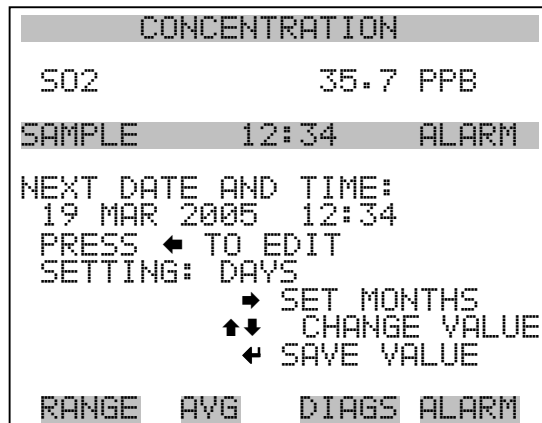 CONCENTRATION
SO2 35.7 PPB
SAMPLE 12:34 ALARM
NEXT DATE AND TIME:
19 MAR 2005 12:34
PRESS ← TO EDIT
SETTING: DAYS
→ SET MONTHS
↑↓ CHANGE VALUE
↵ SAVE VALUE
RANGE AVG DIAGS ALARM